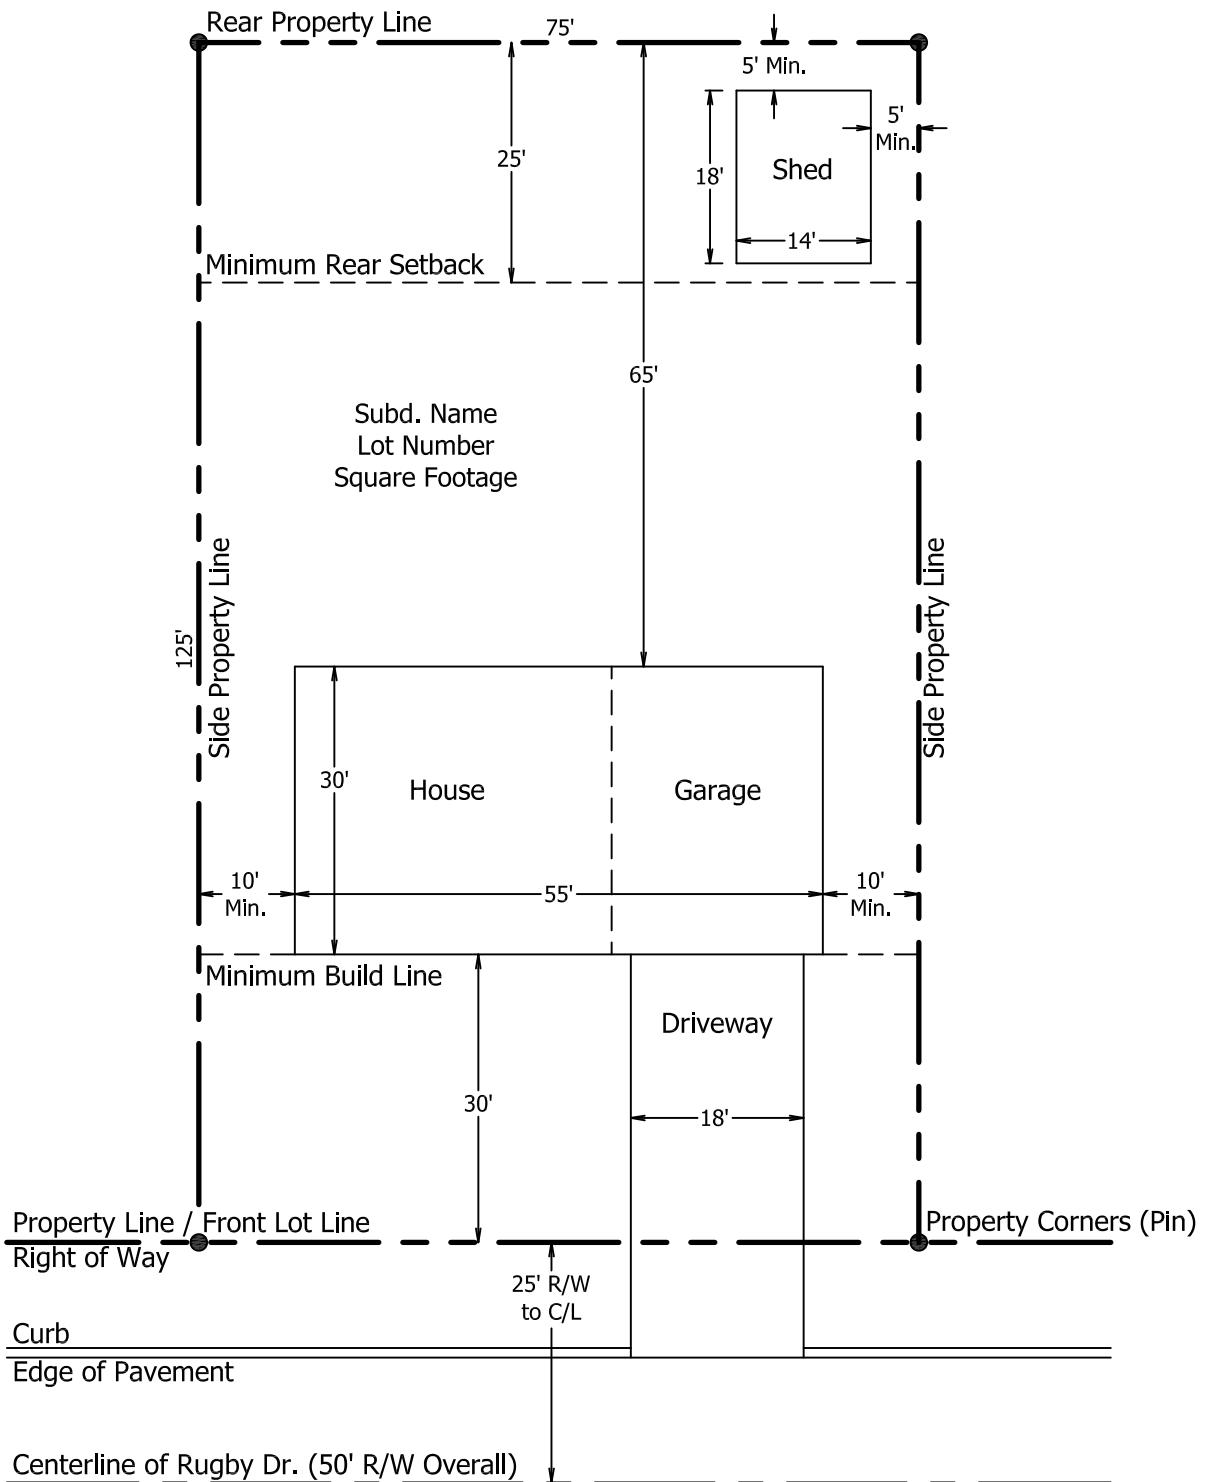 Rear Property Line
75'
5' Min.
5'
Min.
25'
18'
Shed
14'
Minimum Rear Setback
65'
Subd. Name
Lot Number
Square Footage
125'
Side Property Line
Side Property Line
30'
House
Garage
10'
Min.
55'
10'
Min.
Minimum Build Line
Driveway
30'
18'
Property Line / Front Lot Line
Property Corners (Pin)
Right of Way
25' R/W
to C/L
Curb
Edge of Pavement
Centerline of Rugby Dr. (50' R/W Overall)